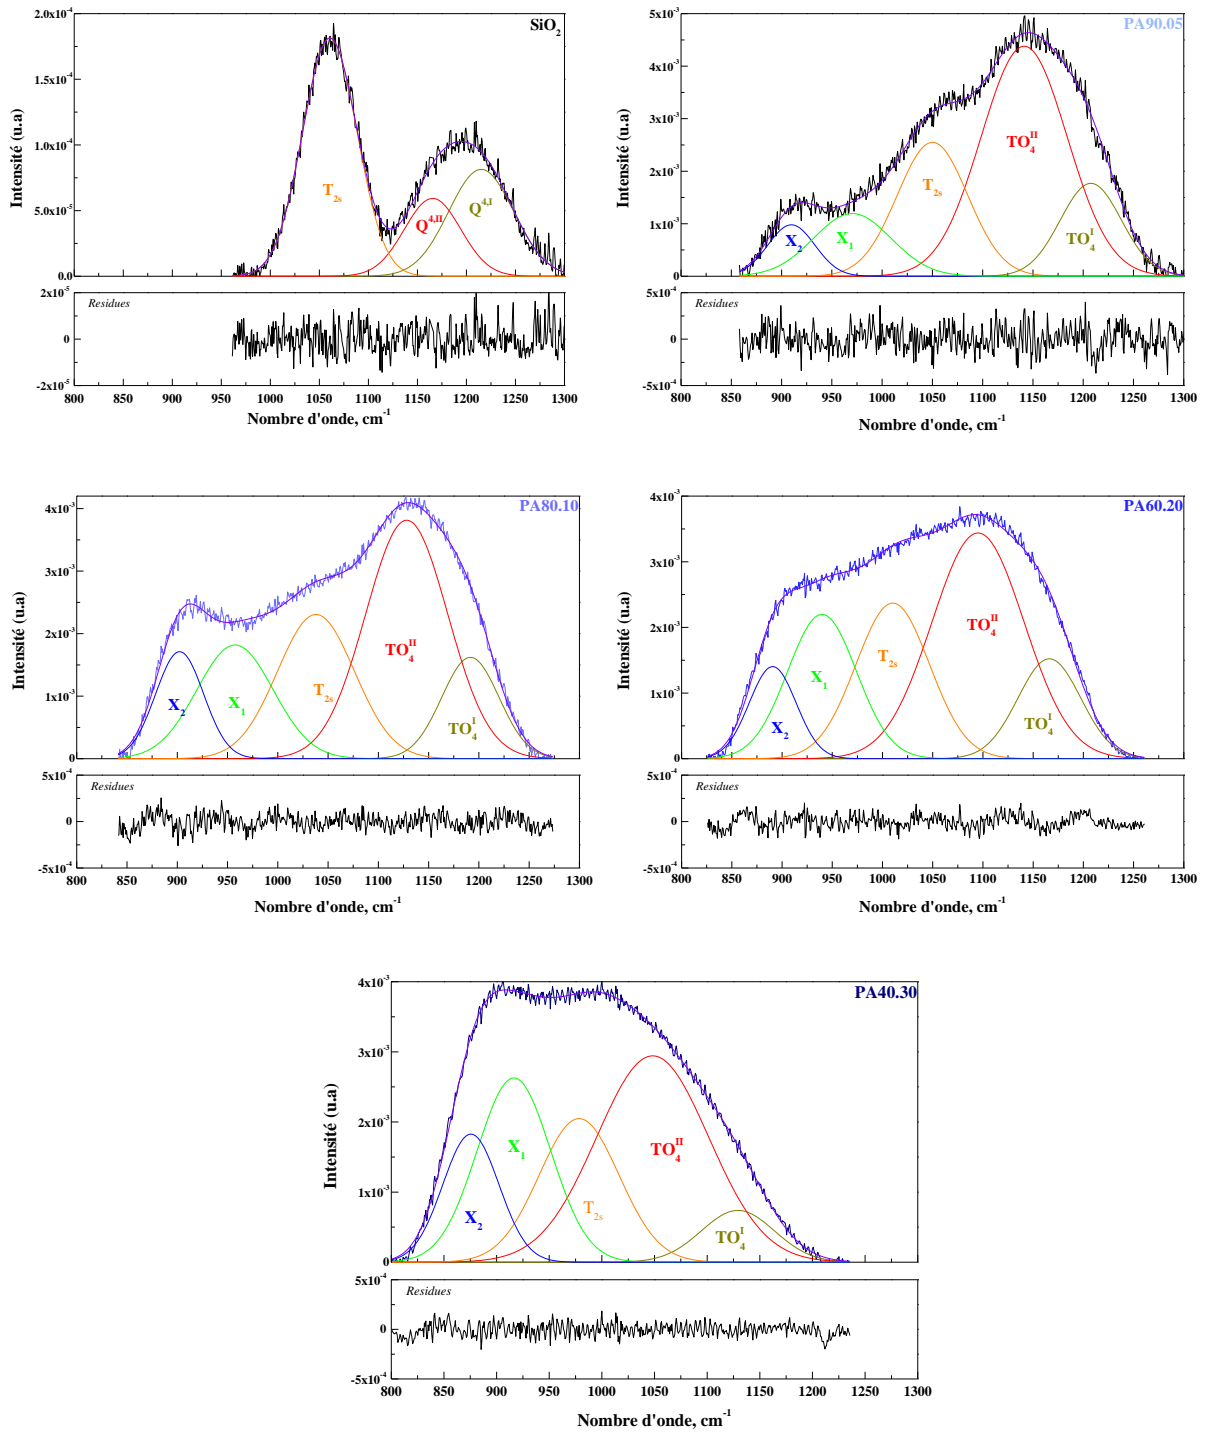 SiO2
2.0x10-4
1.5x10-4
1.0x10-4
5.0x10-5
0.0
Intensité (u.a)
T2s
Q4,II
Q4,I
Residues
2x10-5
0
-2x10-5
800 850 900 950 1000 1050 1100 1150 1200 1250 1300
Nombre d'onde, cm-1
PA90.05
5x10-3
4x10-3
3x10-3
2x10-3
1x10-3
0
Intensité (u.a)
X2
X1
T2s
TO4II
TO4I
Residues
5x10-4
0
-5x10-4
800 850 900 950 1000 1050 1100 1150 1200 1250 1300
Nombre d'onde, cm-1
PA80.10
4x10-3
3x10-3
2x10-3
1x10-3
0
Intensité (u.a)
X2
X1
T2s
TO4II
TO4I
Residues
5x10-4
0
-5x10-4
800 850 900 950 1000 1050 1100 1150 1200 1250 1300
Nombre d'onde, cm-1
PA60.20
4x10-3
3x10-3
2x10-3
1x10-3
0
Intensité (u.a)
X2
X1
T2s
TO4II
TO4I
Residues
5x10-4
0
-5x10-4
800 850 900 950 1000 1050 1100 1150 1200 1250 1300
Nombre d'onde, cm-1
PA40.30
4x10-3
3x10-3
2x10-3
1x10-3
0
Intensité (u.a)
X2
X1
T2s
TO4II
TO4I
Residues
5x10-4
0
-5x10-4
800 850 900 950 1000 1050 1100 1150 1200 1250 1300
Nombre d'onde, cm-1